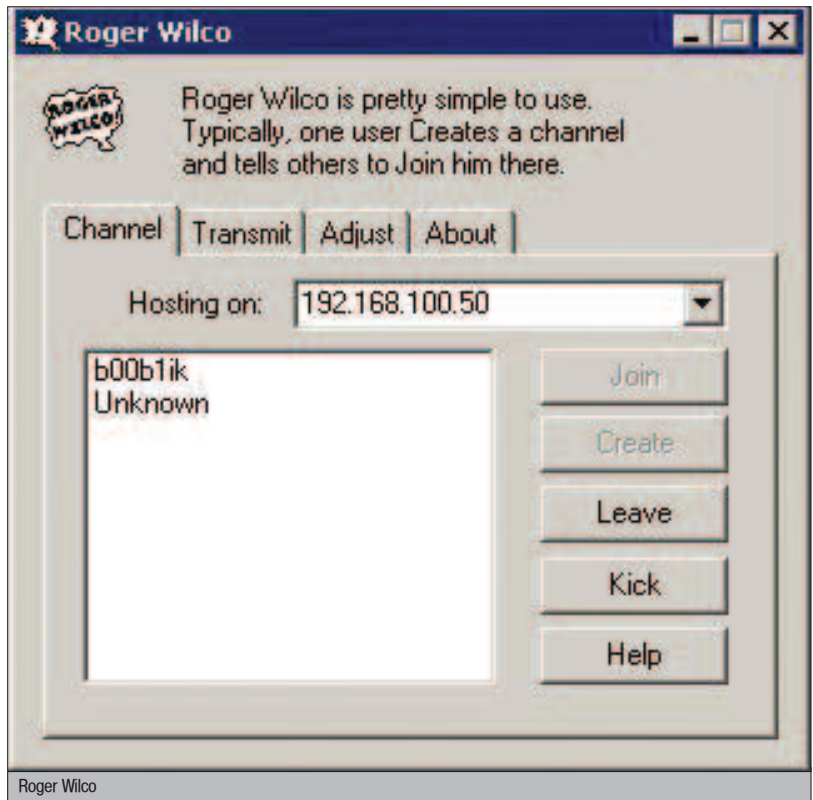 Roger Wilco
ROGER WILCO!
Roger Wilco is pretty simple to use.
Typically, one user Creates a channel
and tells others to Join him there.
Channel Transmit Adjust About
Hosting on: 192.168.100.50
b00b1ik
Unknown
Join
Create
Leave
Kick
Help
Roger Wilco